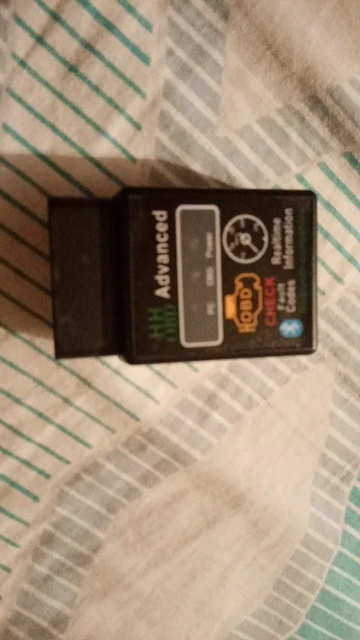 HH
OBD
Advanced
PC OBD Power
OBD
CHECK
Fault
Codes
Realtime
Information